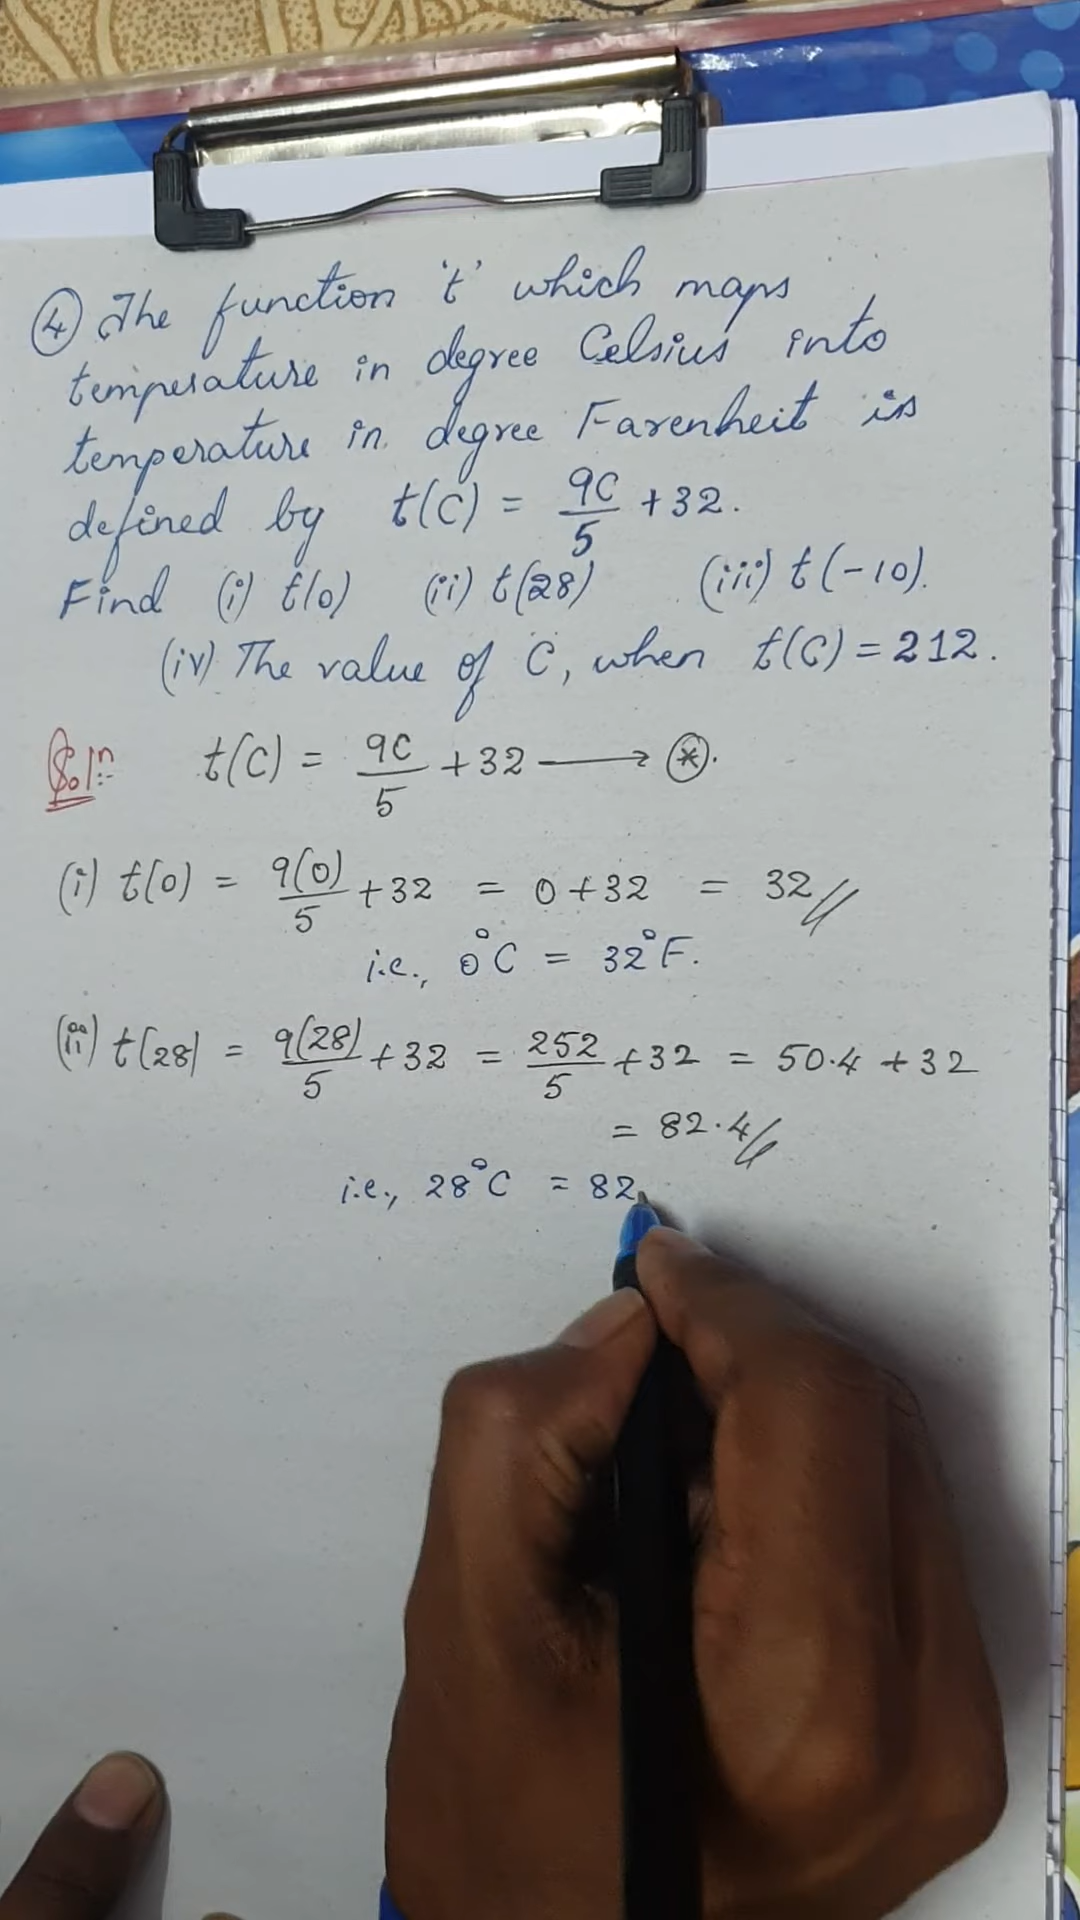 ④ The function 't' which maps
temperature in degree Celsius into
temperature in degree Farenheit is
defined by t(C) = 9C/5 + 32.
Find (i) t(0) (ii) t(28) (iii) t(-10).
(iv) The value of C, when t(C) = 212.
Solⁿ:- t(C) = 9C/5 + 32 ⟶ ⊛.
(i) t(0) = 9(0)/5 + 32 = 0 + 32 = 32//
i.e., 0°C = 32°F.
(ii) t(28) = 9(28)/5 + 32 = 252/5 + 32 = 50.4 + 32
= 82.4//
i.e., 28°C = 82